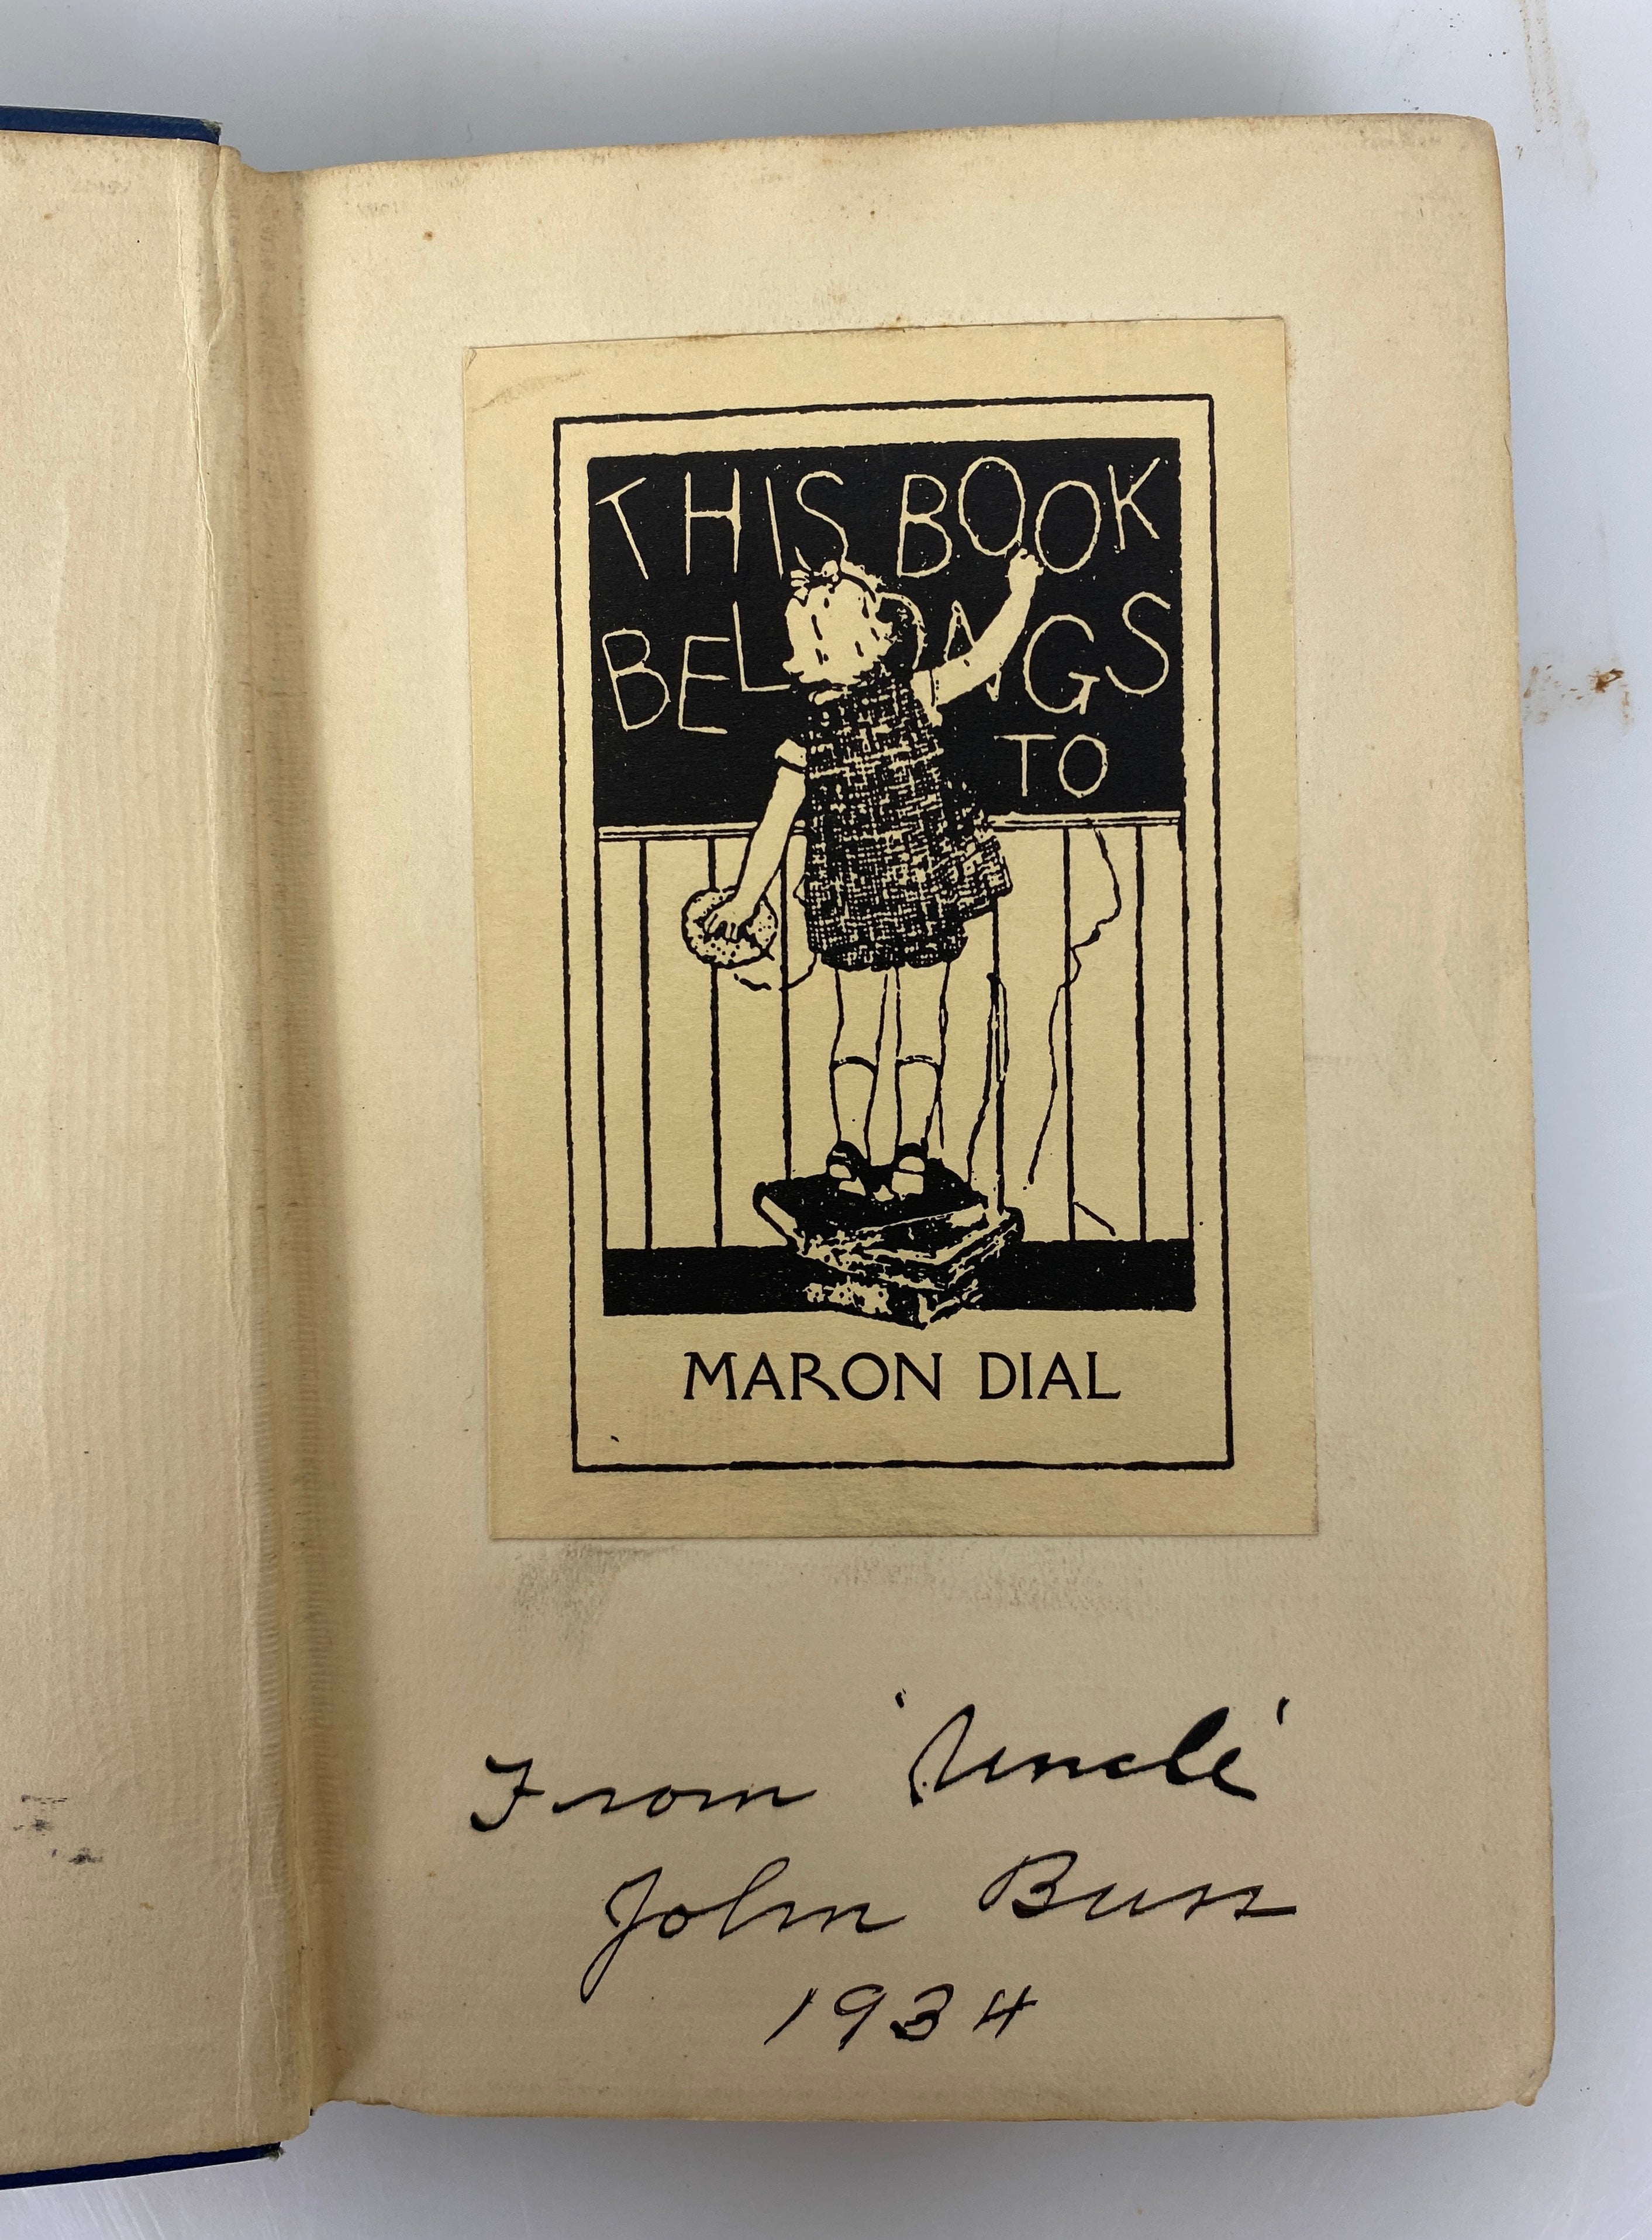 THIS BOOK
BELONGS
TO
MARON DIAL
From 'Uncle'
John Buss
1934